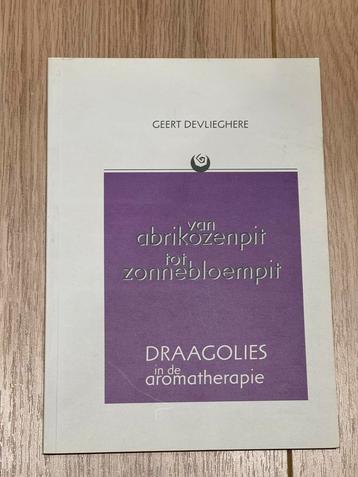 GEERT DEVLIEGHERE
van
abrikozenpit
tot
zonnebloempit
DRAAGOLIES
in de
aromatherapie